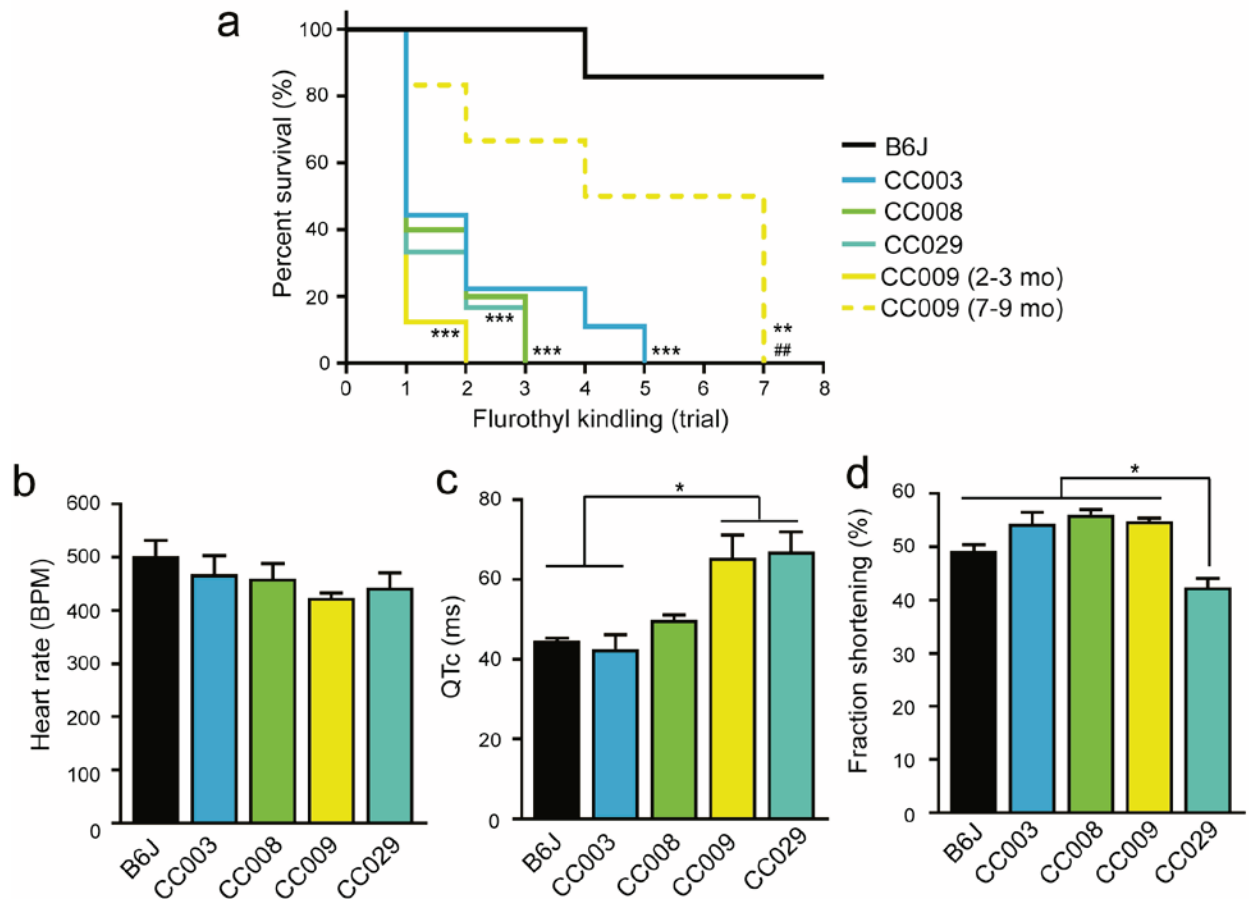 a
Percent survival (%)
100
80
60
40
20
0
***
***
***
***
**
##
0 1 2 3 4 5 6 7 8
Flurothyl kindling (trial)
B6J
CC003
CC008
CC029
CC009 (2-3 mo)
CC009 (7-9 mo)
b
Heart rate (BPM)
600
500
400
300
200
100
0
B6J CC003 CC008 CC009 CC029
c
QTc (ms)
80
60
40
20
0
*
B6J CC003 CC008 CC009 CC029
d
Fraction shortening (%)
60
50
40
30
20
10
0
*
B6J CC003 CC008 CC009 CC029